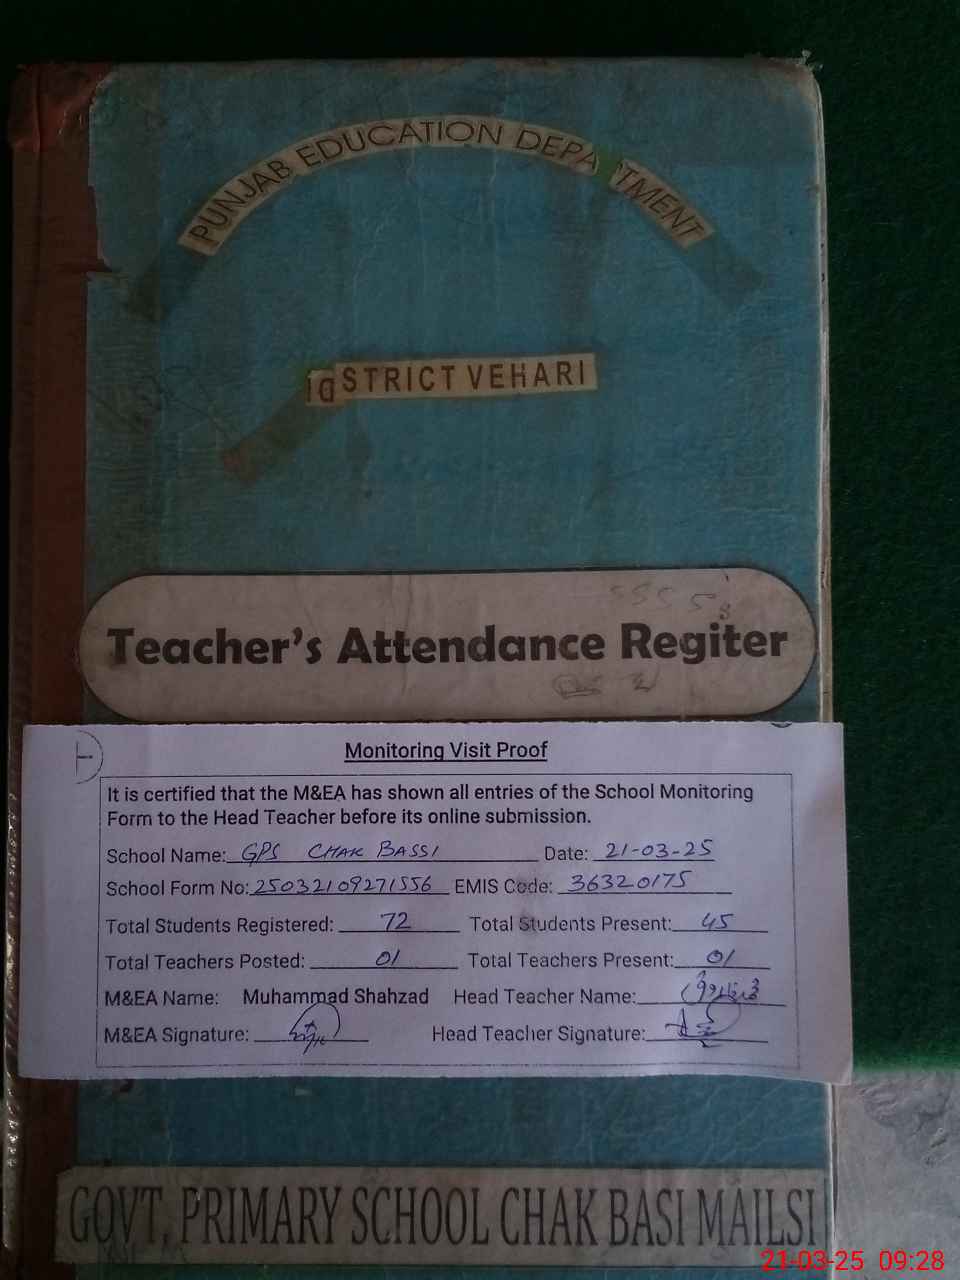 PUNJAB EDUCATION DEPATMENT
DISTRICT VEHARI
Teacher's Attendance Regiter
s
Monitoring Visit Proof
It is certified that the M&EA has shown all entries of the School Monitoring
Form to the Head Teacher before its online submission.
School Name: GPS CHAK BASSI Date: 21-03-25
School Form No: 25032109271556 EMIS Code: 36320175
Total Students Registered: 72 Total Students Present: 45
Total Teachers Posted: 01 Total Teachers Present: 01
M&EA Name: Muhammad Shahzad Head Teacher Name:
M&EA Signature: Head Teacher Signature:
GOVT, PRIMARY SCHOOL CHAK BASI MAILSI
21-03-25 09:28